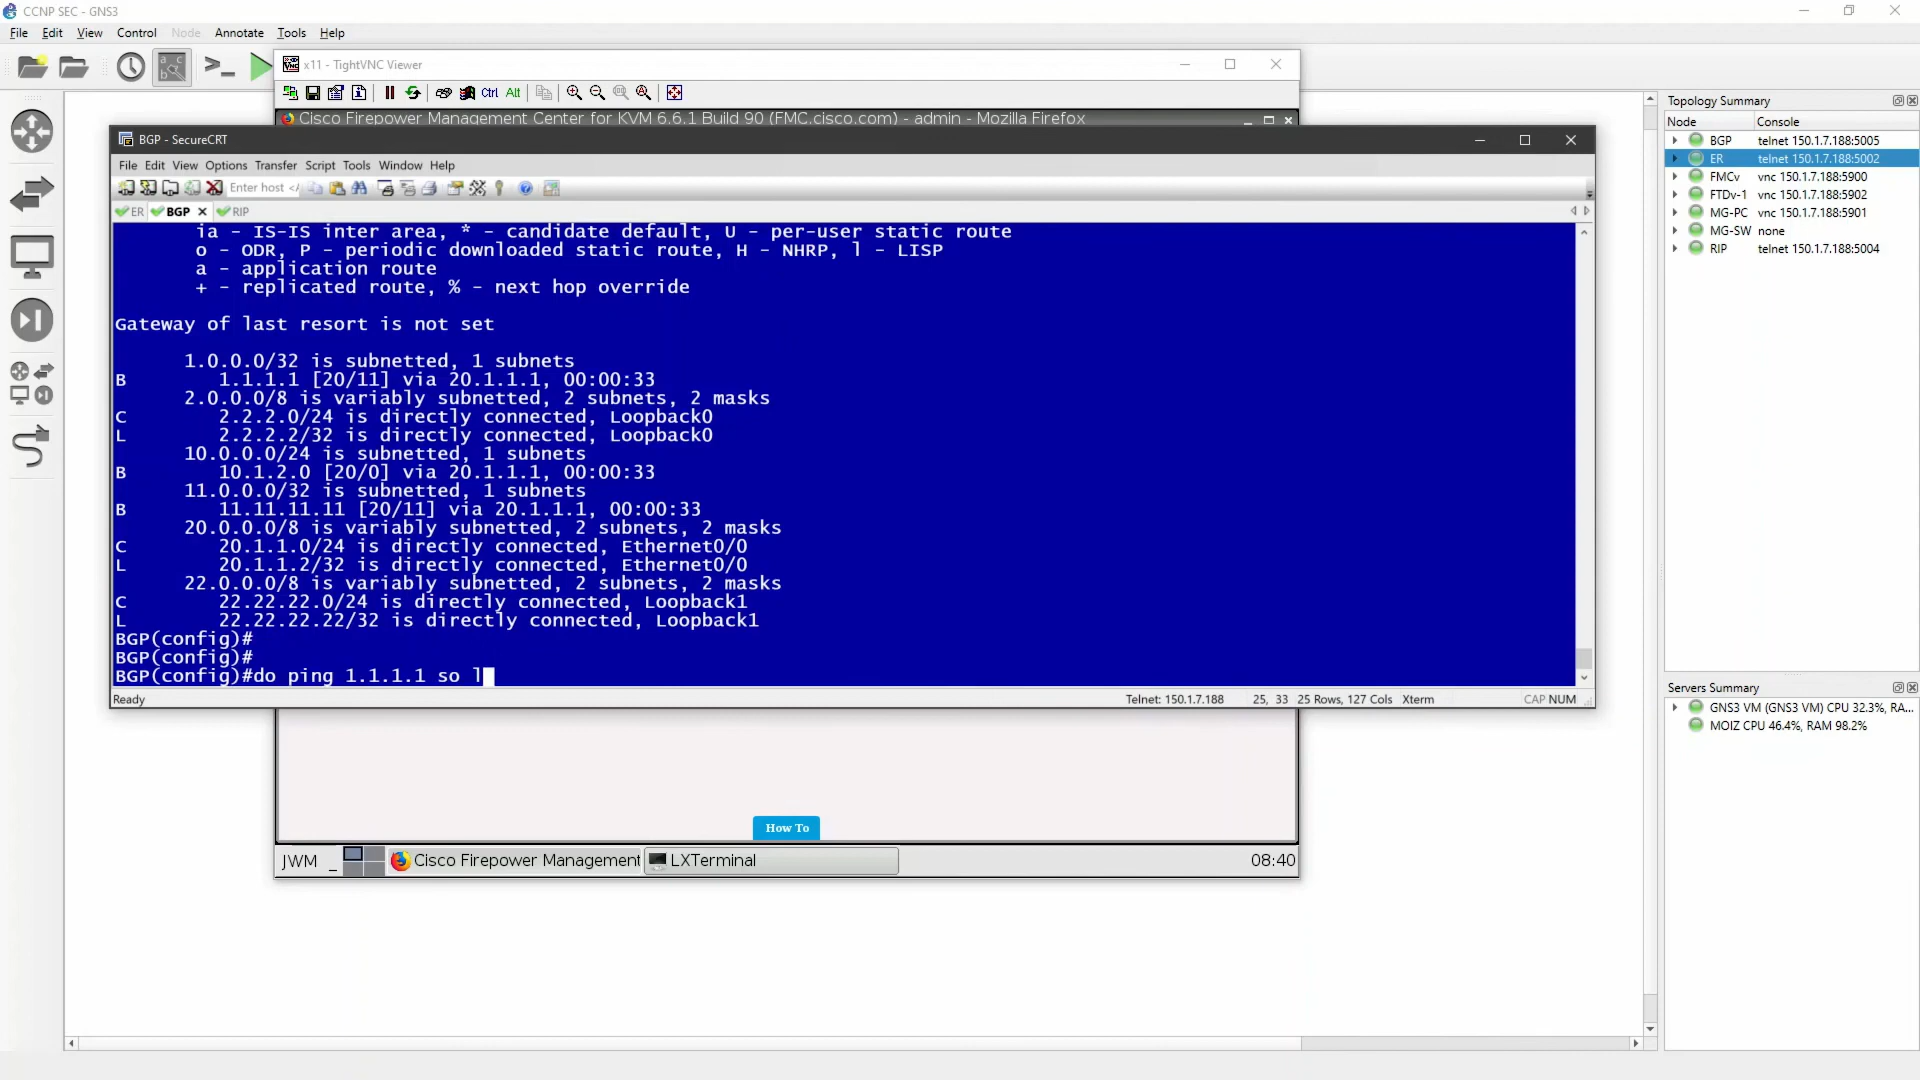 CCNP SEC - GNS3
File Edit View Control Node Annotate Tools Help
x11 - TightVNC Viewer
Ctrl Alt
Cisco Firepower Management Center for KVM 6.6.1 Build 90 (FMC.cisco.com) - admin - Mozilla Firefox
BGP - SecureCRT
File Edit View Options Transfer Script Tools Window Help
Enter host <A
ER BGP RIP
ia - IS-IS inter area, * - candidate default, U - per-user static route
o - ODR, P - periodic downloaded static route, H - NHRP, l - LISP
a - application route
+ - replicated route, % - next hop override
Gateway of last resort is not set
1.0.0.0/32 is subnetted, 1 subnets
B 1.1.1.1 [20/11] via 20.1.1.1, 00:00:33
2.0.0.0/8 is variably subnetted, 2 subnets, 2 masks
C 2.2.2.0/24 is directly connected, Loopback0
L 2.2.2.2/32 is directly connected, Loopback0
10.0.0.0/24 is subnetted, 1 subnets
B 10.1.2.0 [20/0] via 20.1.1.1, 00:00:33
11.0.0.0/32 is subnetted, 1 subnets
B 11.11.11.11 [20/11] via 20.1.1.1, 00:00:33
20.0.0.0/8 is variably subnetted, 2 subnets, 2 masks
C 20.1.1.0/24 is directly connected, Ethernet0/0
L 20.1.1.2/32 is directly connected, Ethernet0/0
22.0.0.0/8 is variably subnetted, 2 subnets, 2 masks
C 22.22.22.0/24 is directly connected, Loopback1
L 22.22.22.22/32 is directly connected, Loopback1
BGP(config)#
BGP(config)#
BGP(config)#do ping 1.1.1.1 so l
Ready Telnet: 150.1.7.188 25, 33 25 Rows, 127 Cols Xterm CAP NUM
How To
JWM Cisco Firepower Management LXTerminal 08:40
Topology Summary
Node Console
BGP telnet 150.1.7.188:5005
ER telnet 150.1.7.188:5002
FMCv vnc 150.1.7.188:5900
FTDv-1 vnc 150.1.7.188:5902
MG-PC vnc 150.1.7.188:5901
MG-SW none
RIP telnet 150.1.7.188:5004
Servers Summary
GNS3 VM (GNS3 VM) CPU 32.3%, RA...
MOIZ CPU 46.4%, RAM 98.2%